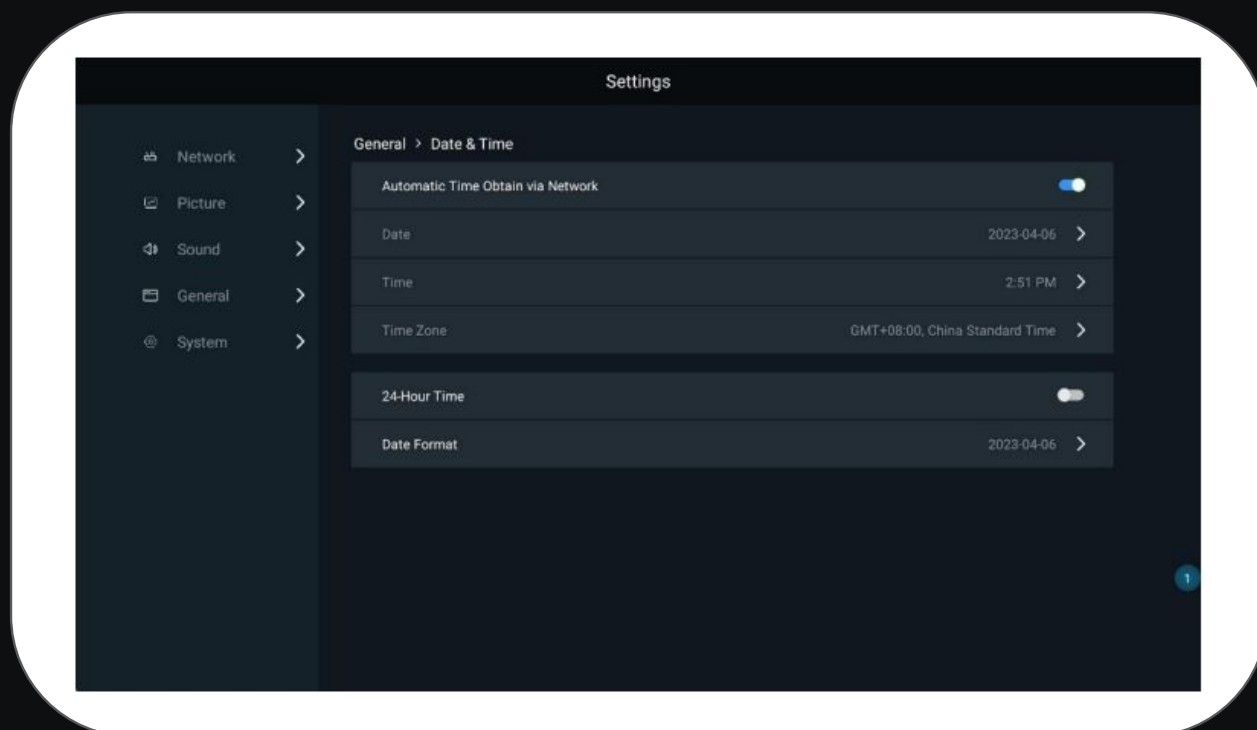 Settings
Network
Picture
Sound
General
System
General > Date & Time
Automatic Time Obtain via Network
Date 2023-04-06
Time 2:51 PM
Time Zone GMT+08:00, China Standard Time
24-Hour Time
Date Format 2023-04-06
1